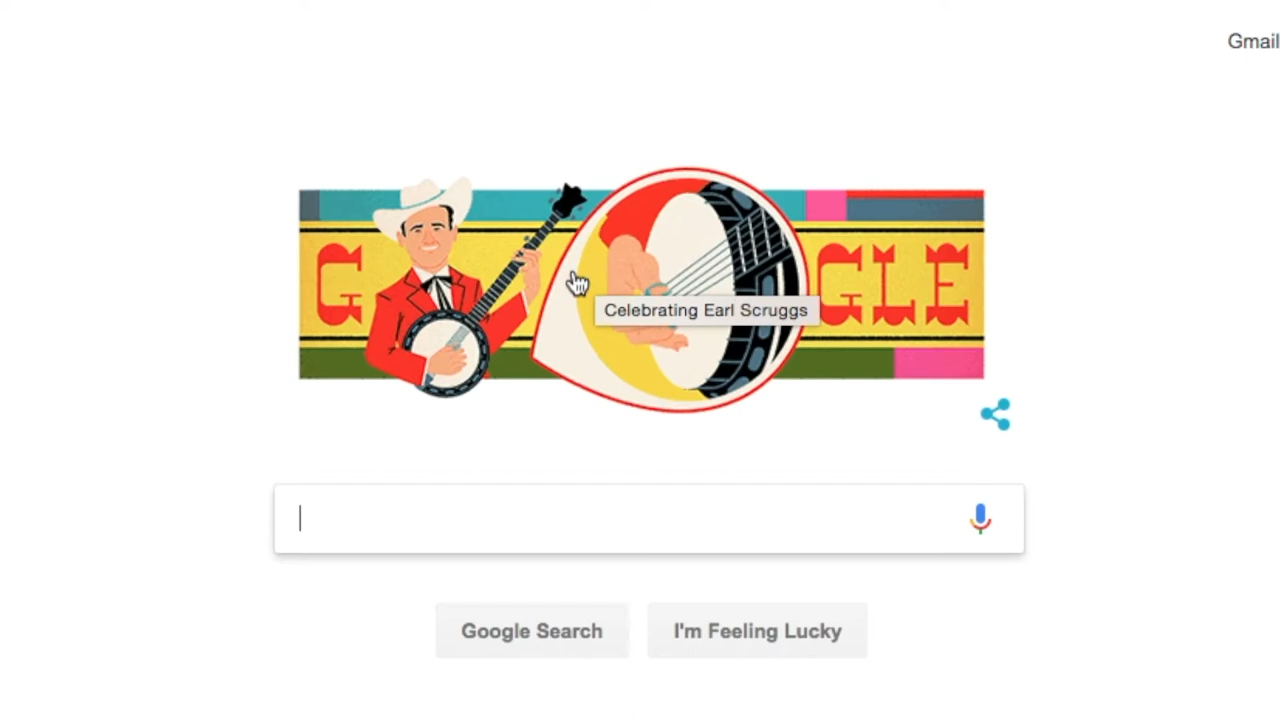 Gmail
G GLE
Celebrating Earl Scruggs
Google Search
I'm Feeling Lucky